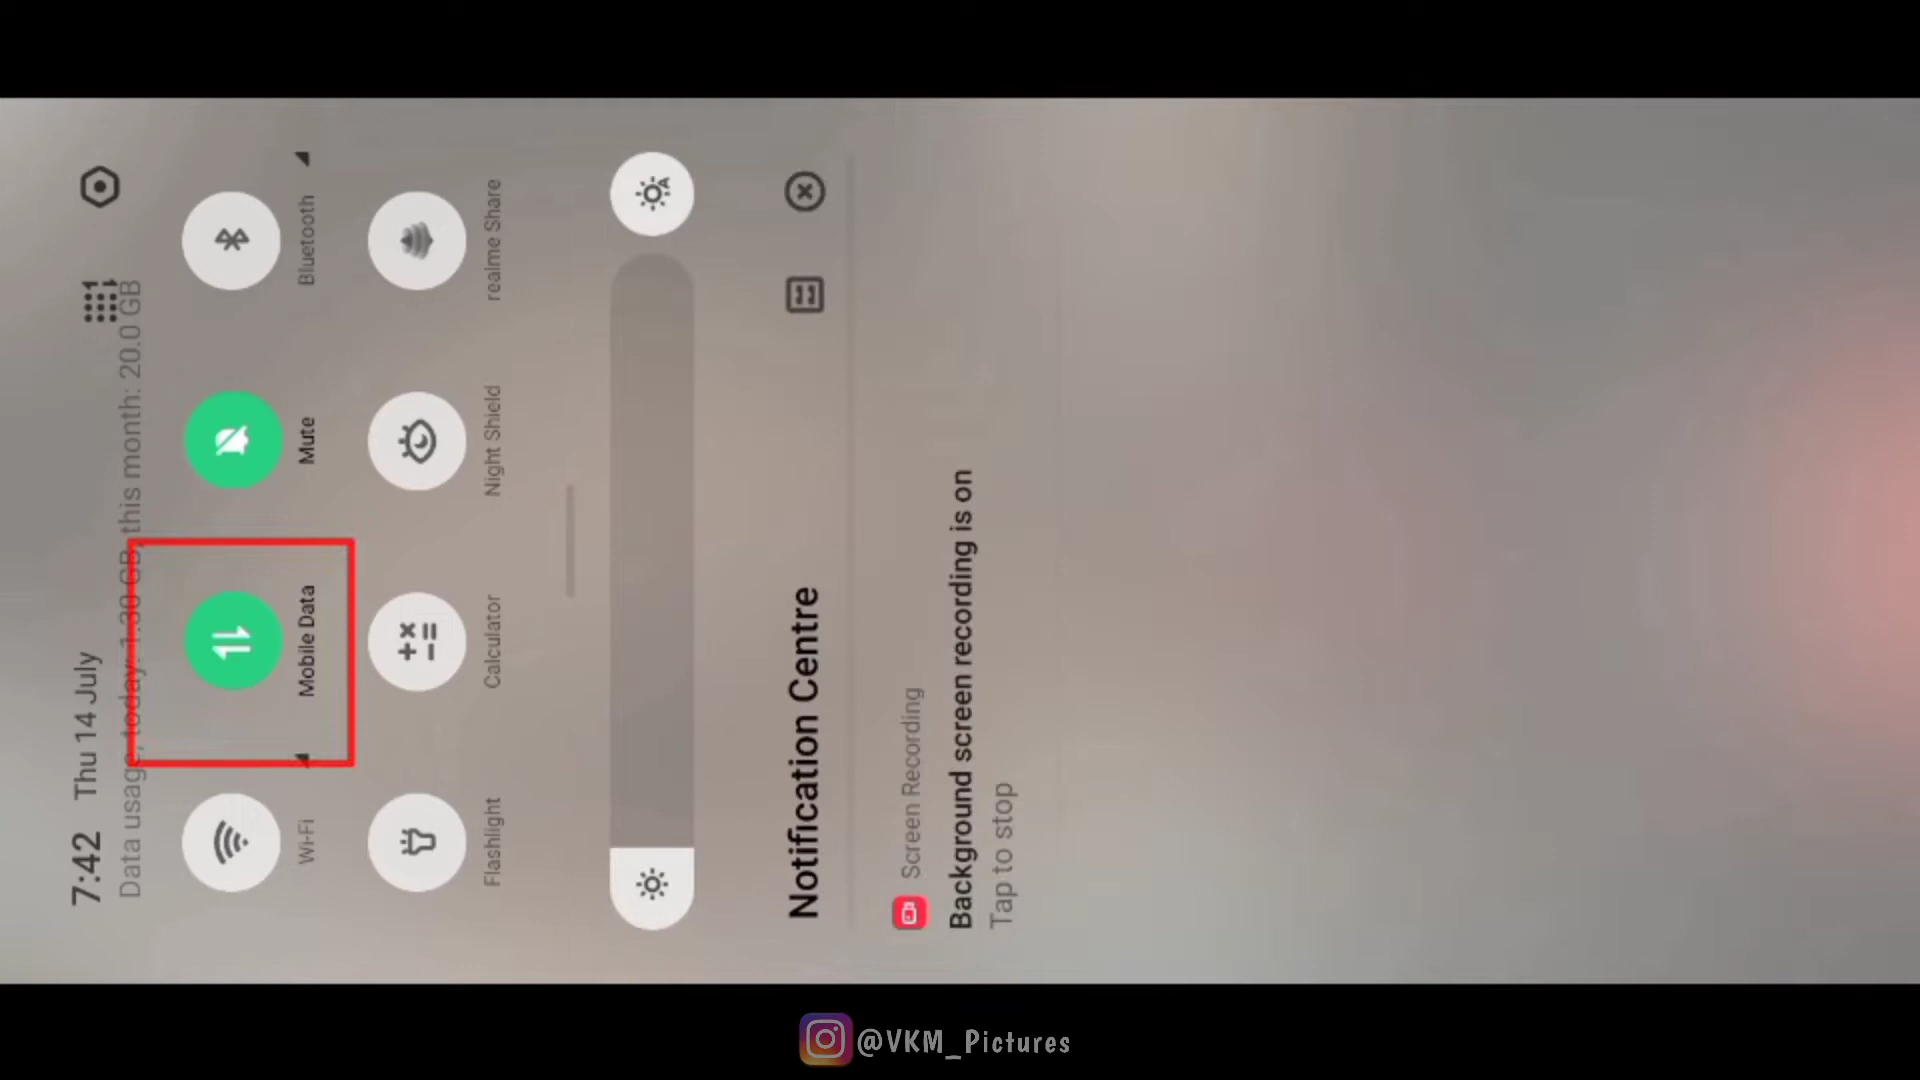 7:42 Thu 14 July
Data usage, today: 1.30 GB, this month: 20.0 GB
Wi-Fi
Mobile Data
Mute
Bluetooth
Flashlight
Calculator
Night Shield
realme Share
A
Notification Centre
Screen Recording
Background screen recording is on
Tap to stop
@VKM_Pictures